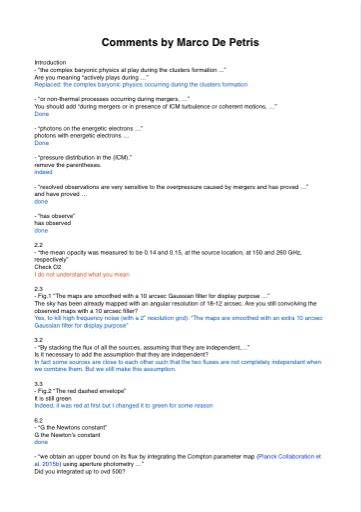 Comments by Marco De Petris
Introduction
- "the complex baryonic physics at play during the clusters formation ..."
Are you meaning "actively plays during ..."
Replaced: the complex baryonic physics occurring during the clusters formation
- "or non-thermal processes occurring during mergers, ..."
You should add "during mergers or in presence of ICM turbulence or coherent motions, ..."
Done
- "photons on the energetic electrons ..."
photons with energetic electrons ...
Done
- "pressure distribution in the (ICM)."
remove the parentheses.
indeed
- "resolved observations are very sensitive to the overpressure caused by mergers and has proved ..."
and have proved ...
done
- "has observe"
has observed
done
2.2
- "the mean opacity was measured to be 0.14 and 0.15, at the source location, at 150 and 260 GHz,
respectively"
Check O2
I do not understand what you mean
2.3
- Fig.1 "The maps are smoothed with a 10 arcsec Gaussian filter for display purpose ..."
The sky has been already mapped with an angular resolution of 18-12 arcsec. Are you still convolving the
observed maps with a 10 arcsec filter?
Yes, to kill high frequency noise (with a 2" resolution grid): "The maps are smoothed with an extra 10 arcsec
Gaussian filter for display purpose"
3.2
- "By stacking the flux of all the sources, assuming that they are independent,..."
Is it necessary to add the assumption that they are independent?
In fact some sources are close to each other such that the two fluxes are not completely independent when
we combine them. But we still make this assumption.
3.3
- Fig.2 "The red dashed envelope"
It is still green
Indeed, it was red at first but I changed it to green for some reason
6.2
- "G the Newtons constant"
G the Newton's constant
done
- "we obtain an upper bound on its flux by integrating the Compton parameter map (Planck Collaboration et
al. 2015b) using aperture photometry ..."
Did you integrated up to ovd 500?